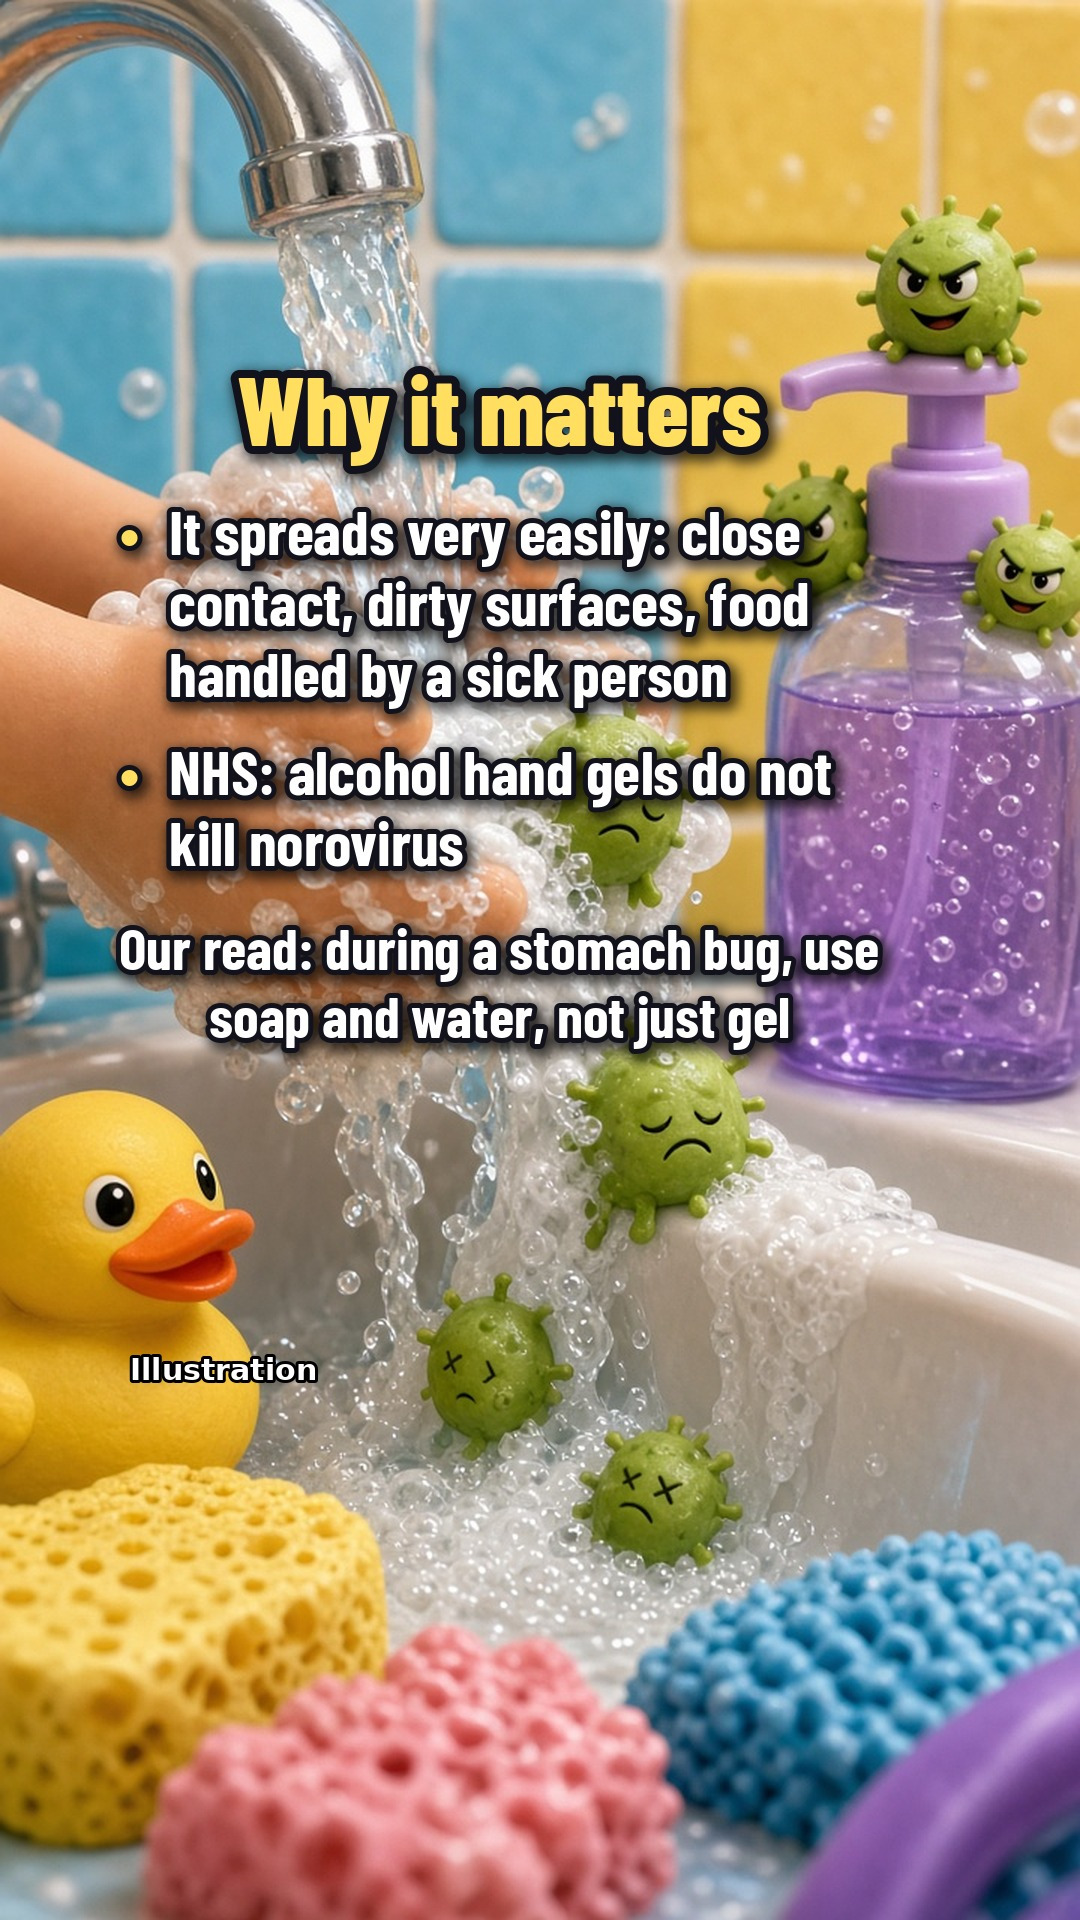 Why it matters
• It spreads very easily: close
contact, dirty surfaces, food
handled by a sick person
• NHS: alcohol hand gels do not
kill norovirus
Our read: during a stomach bug, use
soap and water, not just gel
Illustration